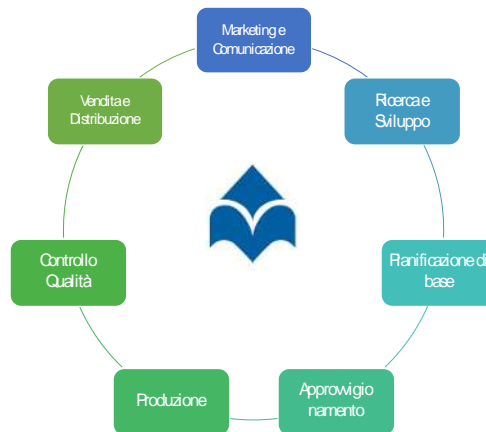 Marketing e
Comunicazione
Ricerca e
Sviluppo
Pianificazione di
base
Approvvigio
namento
Produzione
Controllo
Qualità
Vendita e
Distribuzione